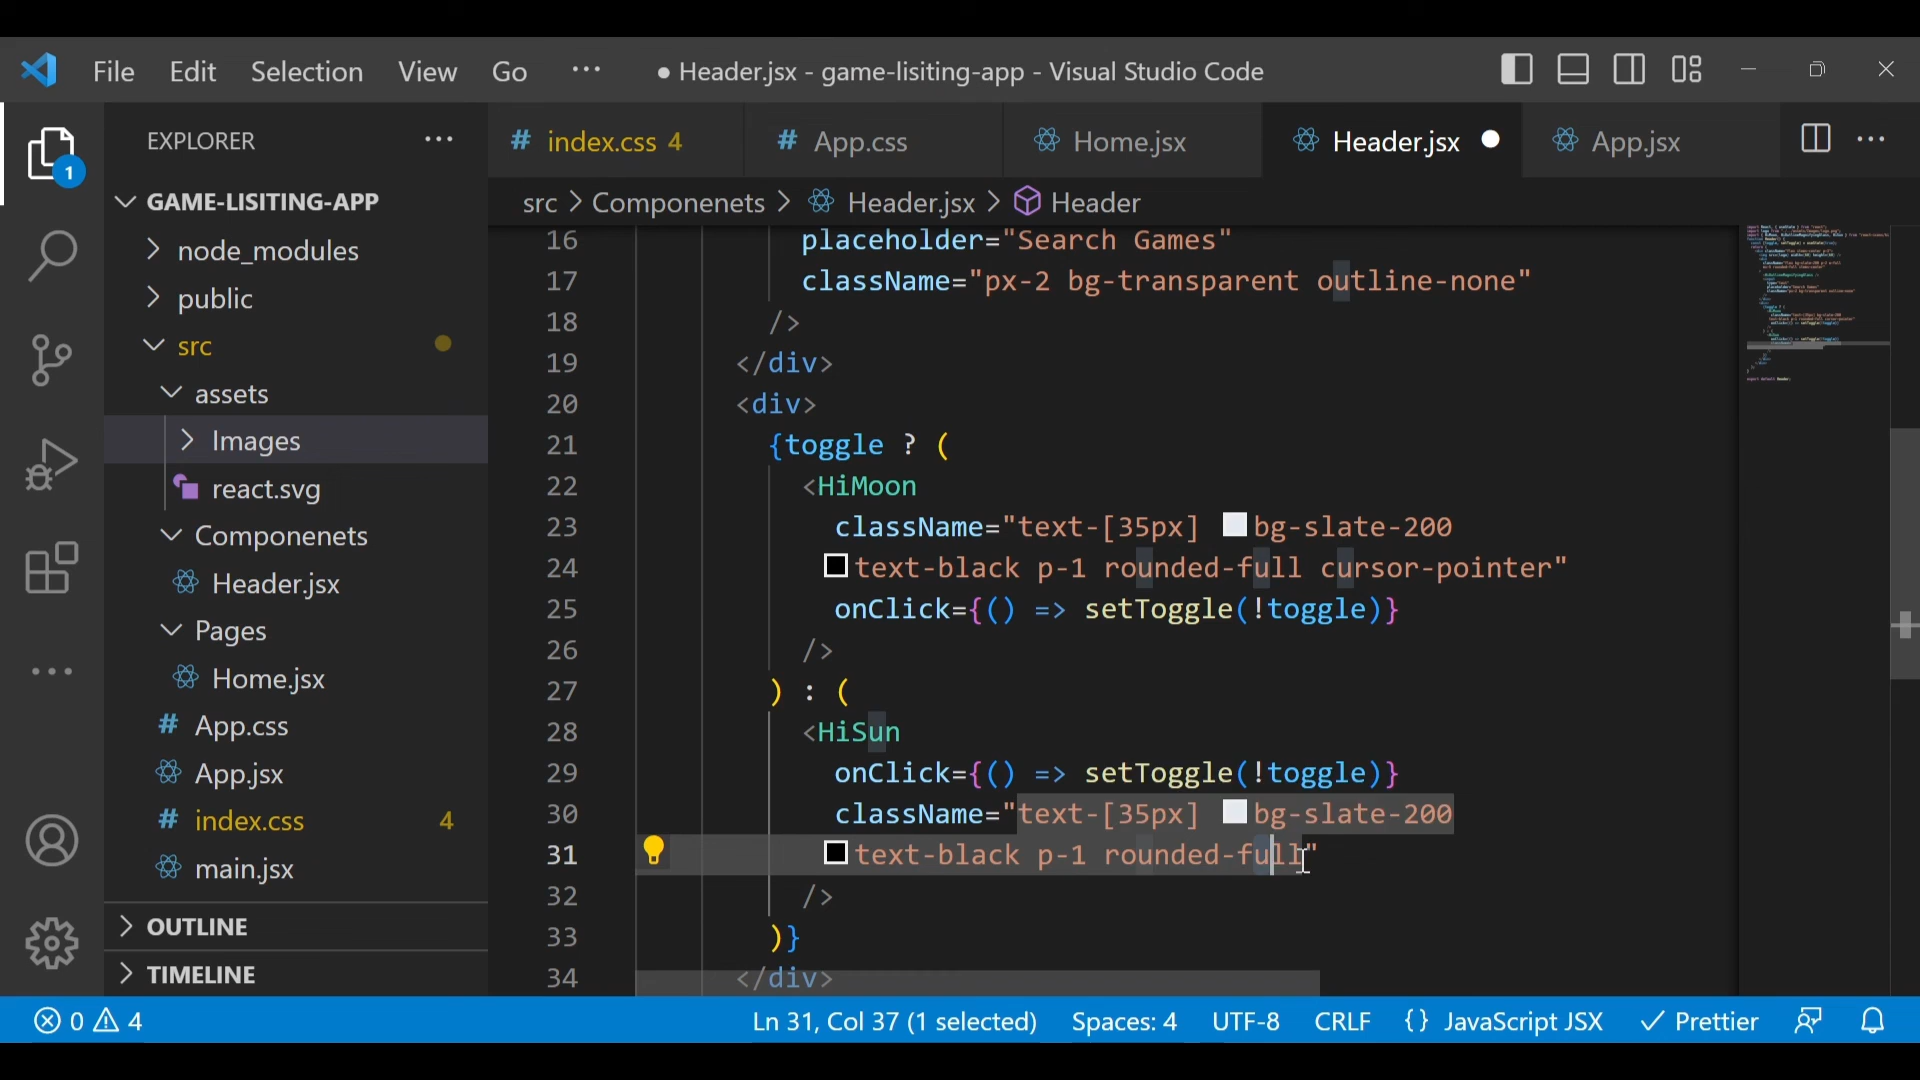 File Edit Selection View Go ··· ● Header.jsx - game-lisiting-app - Visual Studio Code
EXPLORER ···
# index.css 4 # App.css Home.jsx Header.jsx ● App.jsx ···
src > Componenets > Header.jsx > Header
1
GAME-LISITING-APP
node_modules
public
src
assets
Images
react.svg
Componenets
Header.jsx
Pages
Home.jsx
# App.css
App.jsx
# index.css 4
main.jsx
OUTLINE
TIMELINE
16 placeholder="Search Games"
17 className="px-2 bg-transparent outline-none"
18 />
19 </div>
20 <div>
21 {toggle ? (
22 <HiMoon
23 className="text-[35px] bg-slate-200
24 text-black p-1 rounded-full cursor-pointer"
25 onClick={() => setToggle(!toggle)}
26 />
27 ) : (
28 <HiSun
29 onClick={() => setToggle(!toggle)}
30 className="text-[35px] bg-slate-200
31 text-black p-1 rounded-full"
32 />
33 )}
34 </div>
0 4 Ln 31, Col 37 (1 selected) Spaces: 4 UTF-8 CRLF {} JavaScript JSX ✓ Prettier